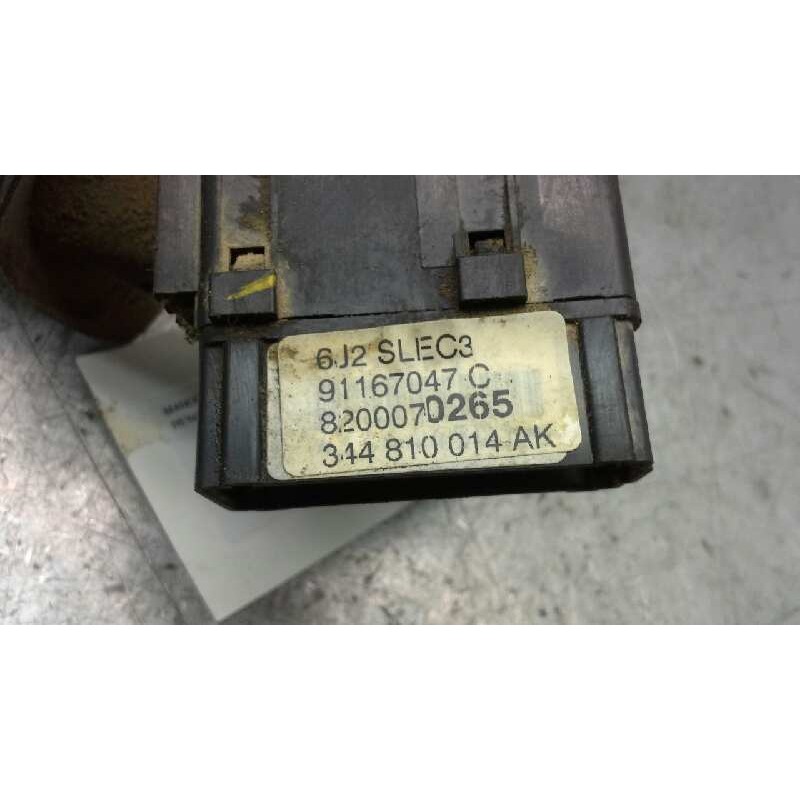 6J2 SLEC3
91167047 C
8200070265
344 810 014 AK